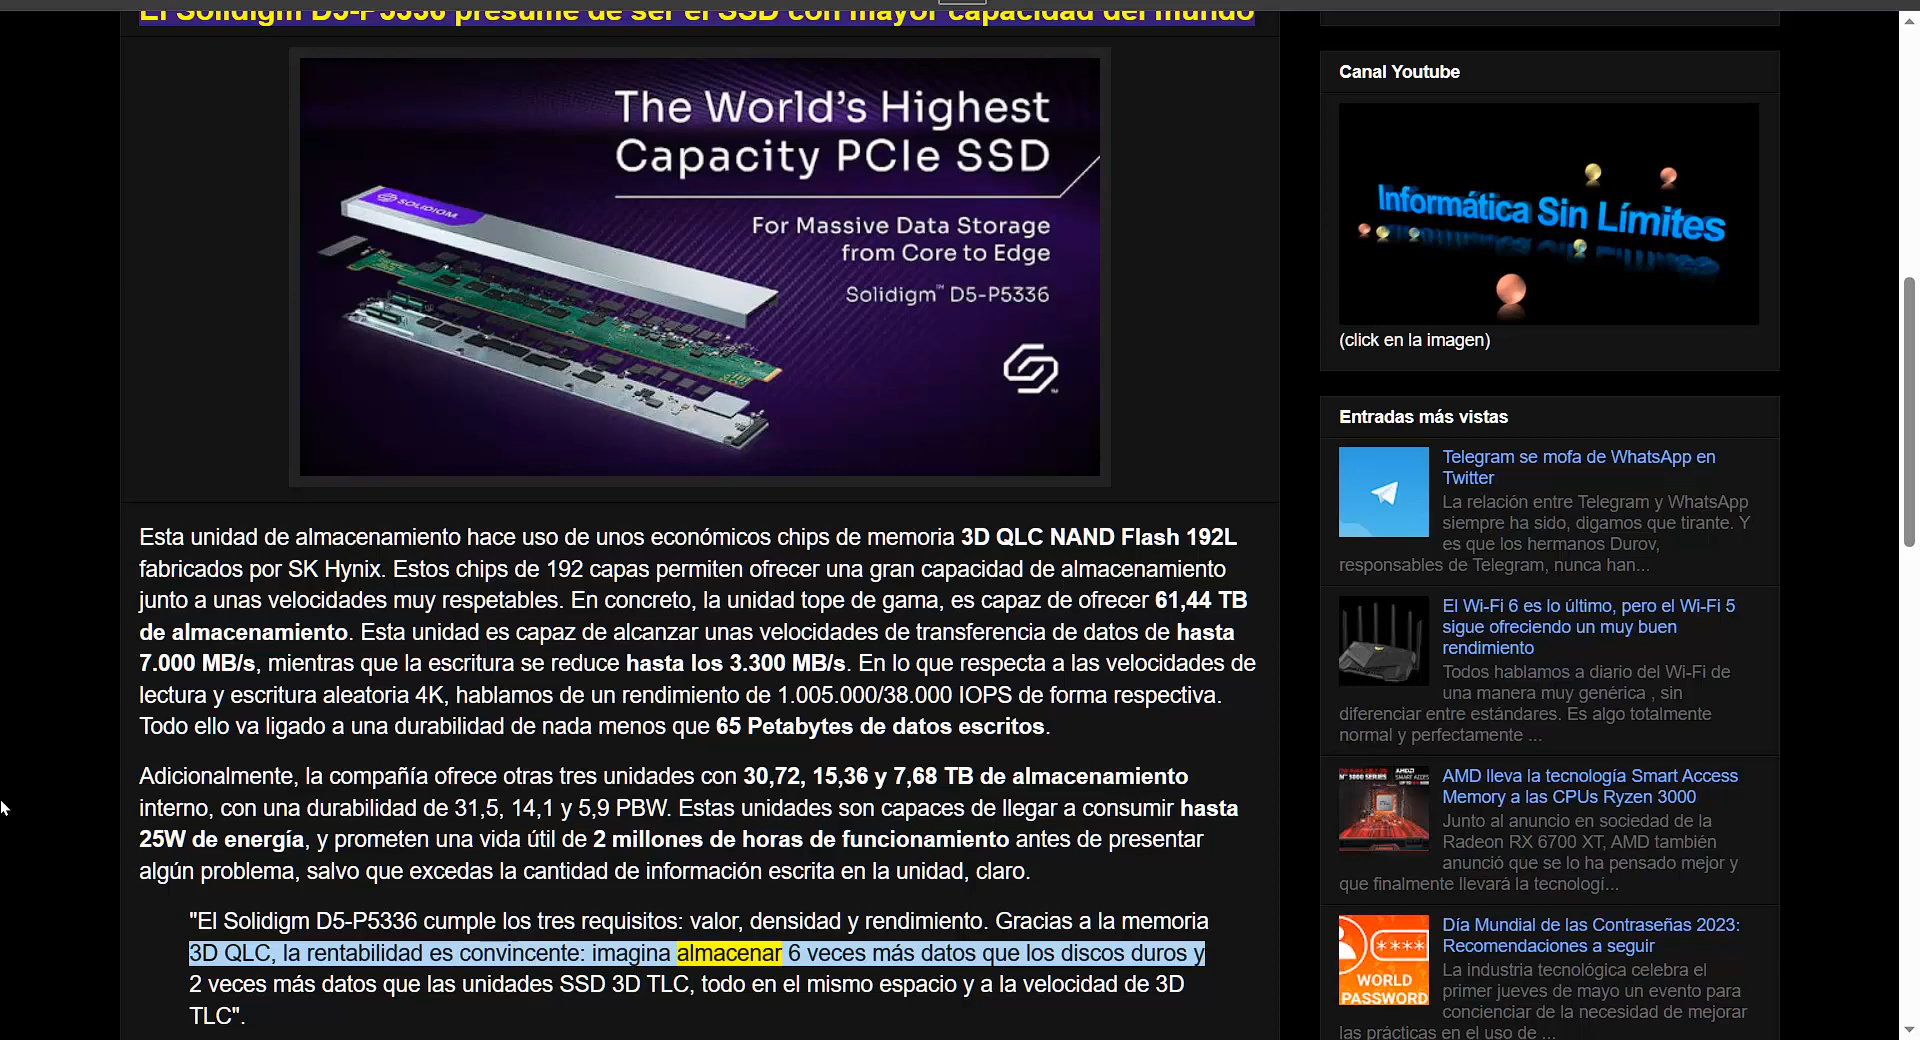 El Solidigm D5-P5336 presume de ser el SSD con mayor capacidad del mundo
The World's Highest
Capacity PCIe SSD
For Massive Data Storage
from Core to Edge
Solidigm™ D5-P5336
SOLIDIGM
Esta unidad de almacenamiento hace uso de unos económicos chips de memoria 3D QLC NAND Flash 192L
fabricados por SK Hynix. Estos chips de 192 capas permiten ofrecer una gran capacidad de almacenamiento
junto a unas velocidades muy respetables. En concreto, la unidad tope de gama, es capaz de ofrecer 61,44 TB
de almacenamiento. Esta unidad es capaz de alcanzar unas velocidades de transferencia de datos de hasta
7.000 MB/s, mientras que la escritura se reduce hasta los 3.300 MB/s. En lo que respecta a las velocidades de
lectura y escritura aleatoria 4K, hablamos de un rendimiento de 1.005.000/38.000 IOPS de forma respectiva.
Todo ello va ligado a una durabilidad de nada menos que 65 Petabytes de datos escritos.
Adicionalmente, la compañía ofrece otras tres unidades con 30,72, 15,36 y 7,68 TB de almacenamiento
interno, con una durabilidad de 31,5, 14,1 y 5,9 PBW. Estas unidades son capaces de llegar a consumir hasta
25W de energía, y prometen una vida útil de 2 millones de horas de funcionamiento antes de presentar
algún problema, salvo que excedas la cantidad de información escrita en la unidad, claro.
"El Solidigm D5-P5336 cumple los tres requisitos: valor, densidad y rendimiento. Gracias a la memoria
3D QLC, la rentabilidad es convincente: imagina almacenar 6 veces más datos que los discos duros y
2 veces más datos que las unidades SSD 3D TLC, todo en el mismo espacio y a la velocidad de 3D
TLC".
Canal Youtube
Informática Sin Límites
(click en la imagen)
Entradas más vistas
Telegram se mofa de WhatsApp en
Twitter
La relación entre Telegram y WhatsApp
siempre ha sido, digamos que tirante. Y
es que los hermanos Durov,
responsables de Telegram, nunca han...
El Wi-Fi 6 es lo último, pero el Wi-Fi 5
sigue ofreciendo un muy buen
rendimiento
Todos hablamos a diario del Wi-Fi de
una manera muy genérica , sin
diferenciar entre estándares. Es algo totalmente
normal y perfectamente ...
AMD lleva la tecnología Smart Access
Memory a las CPUs Ryzen 3000
Junto al anuncio en sociedad de la
Radeon RX 6700 XT, AMD también
anunció que se lo ha pensado mejor y
que finalmente llevará la tecnologí...
WORLD
PASSWORD
Día Mundial de las Contraseñas 2023:
Recomendaciones a seguir
La industria tecnológica celebra el
primer jueves de mayo un evento para
concienciar de la necesidad de mejorar
las prácticas en el uso de ...